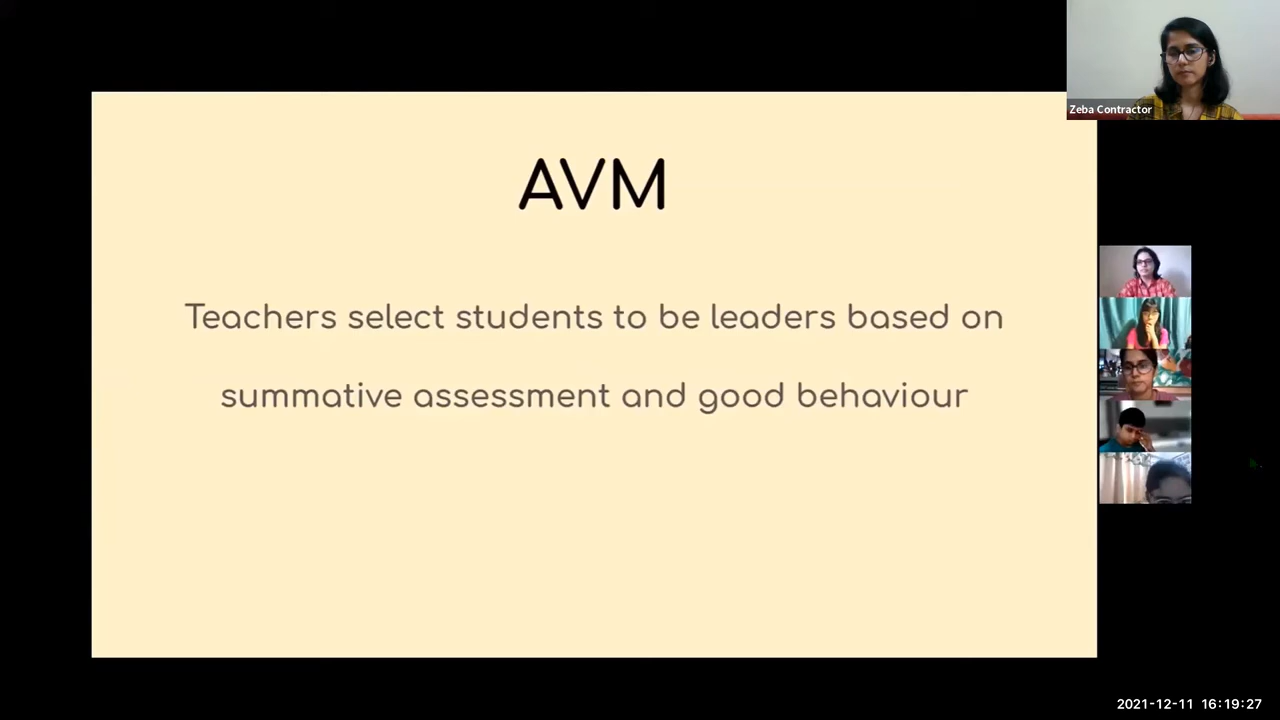 Zeba Contractor
AVM
Teachers select students to be leaders based on
summative assessment and good behaviour
2021-12-11 16:19:27